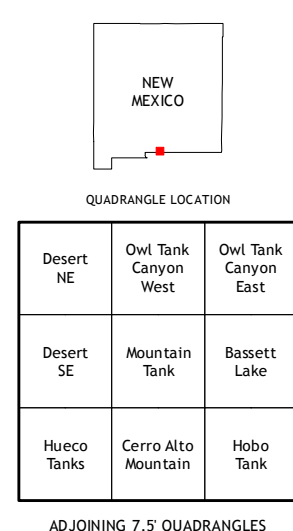 NEW
MEXICO
QUADRANGLE LOCATION
Desert
NE
Owl Tank
Canyon
West
Owl Tank
Canyon
East
Desert
SE
Mountain
Tank
Bassett
Lake
Hueco
Tanks
Cerro Alto
Mountain
Hobo
Tank
ADJOINING 7.5' QUADRANGLES